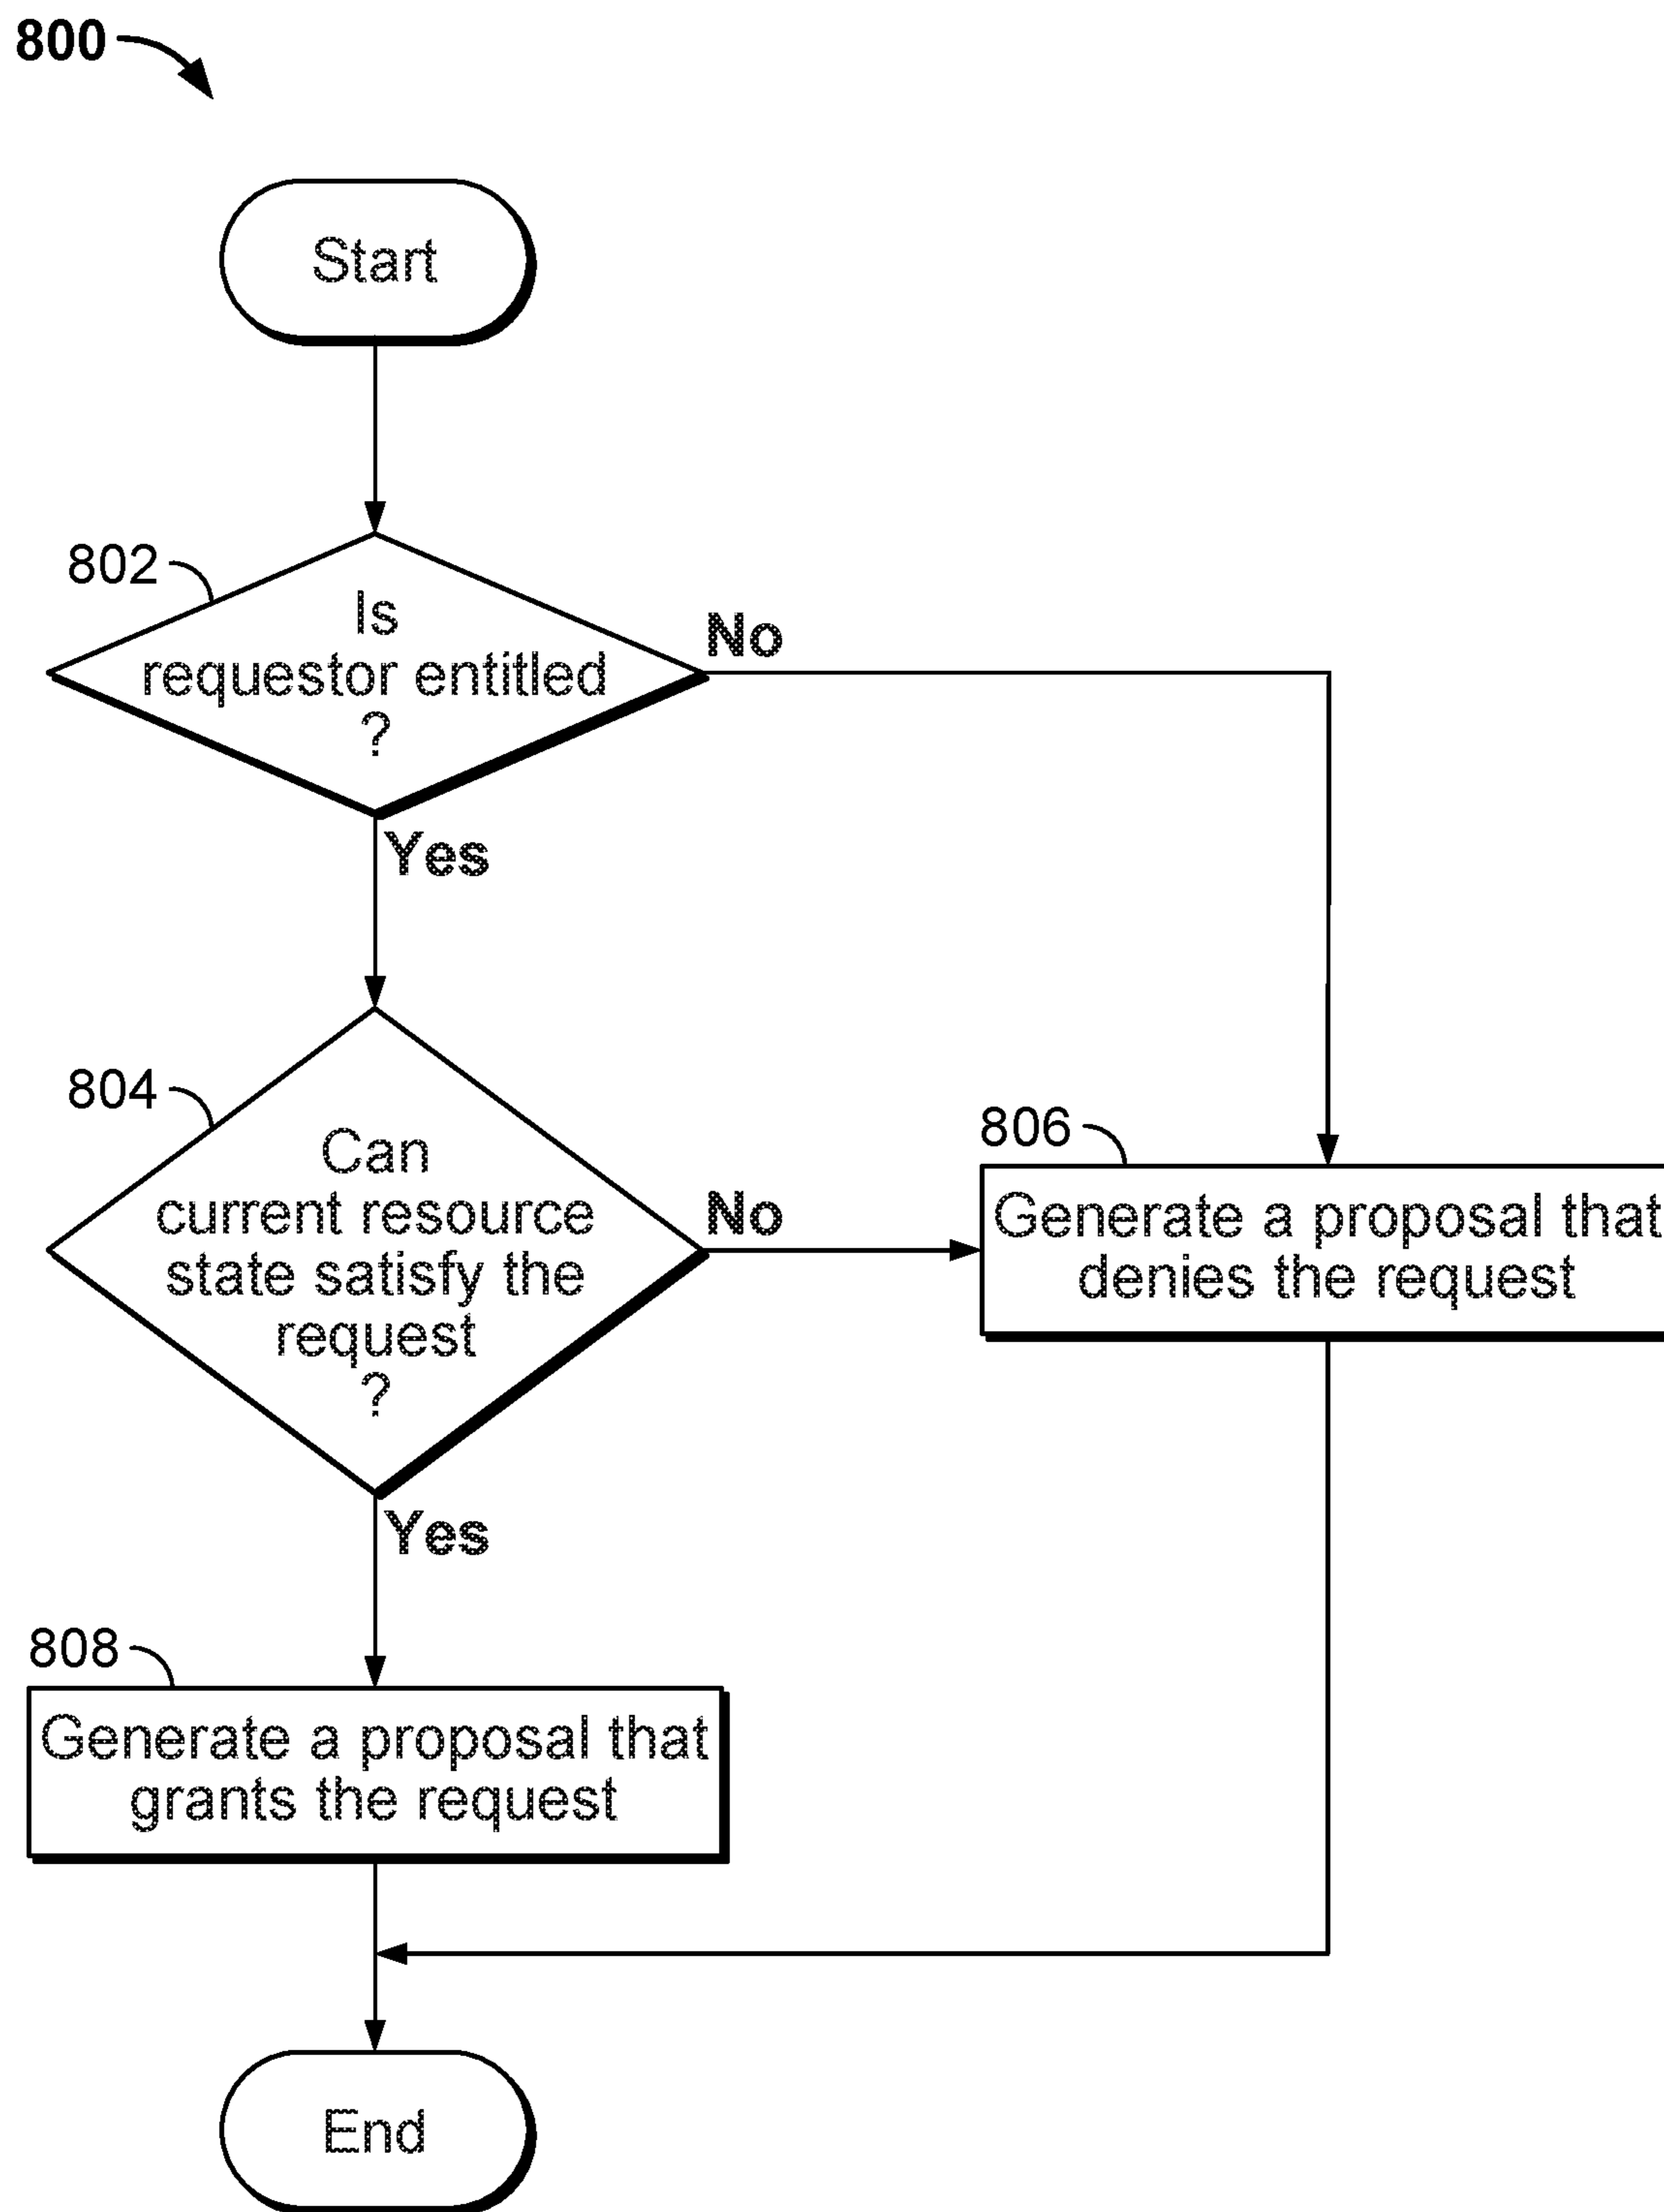 800
Start
802
Is
requestor entitled
?
No
Yes
804
Can
current resource
state satisfy the
request
?
No
Yes
806
Generate a proposal that
denies the request
808
Generate a proposal that
grants the request
End